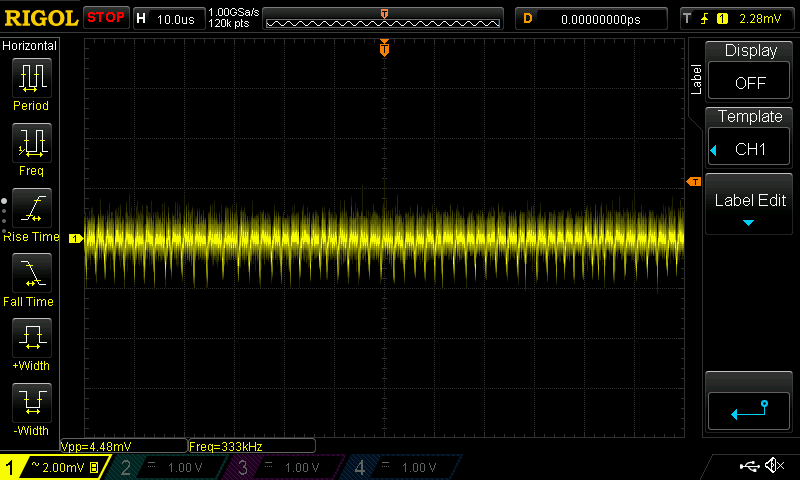 RIGOL STOP H 10.0us 1.00GSa/s D 0.00000000ps T 1 2.28mV
120k pts
T
Horizontal
Period
Freq
Rise Time
Fall Time
+Width
-Width
T
1
T
Label
Display
OFF
Template
CH1
Label Edit
Vpp=4.48mV Freq=333kHz
1 ~ 2.00mV B 2 1.00 V 3 1.00 V 4 1.00 V